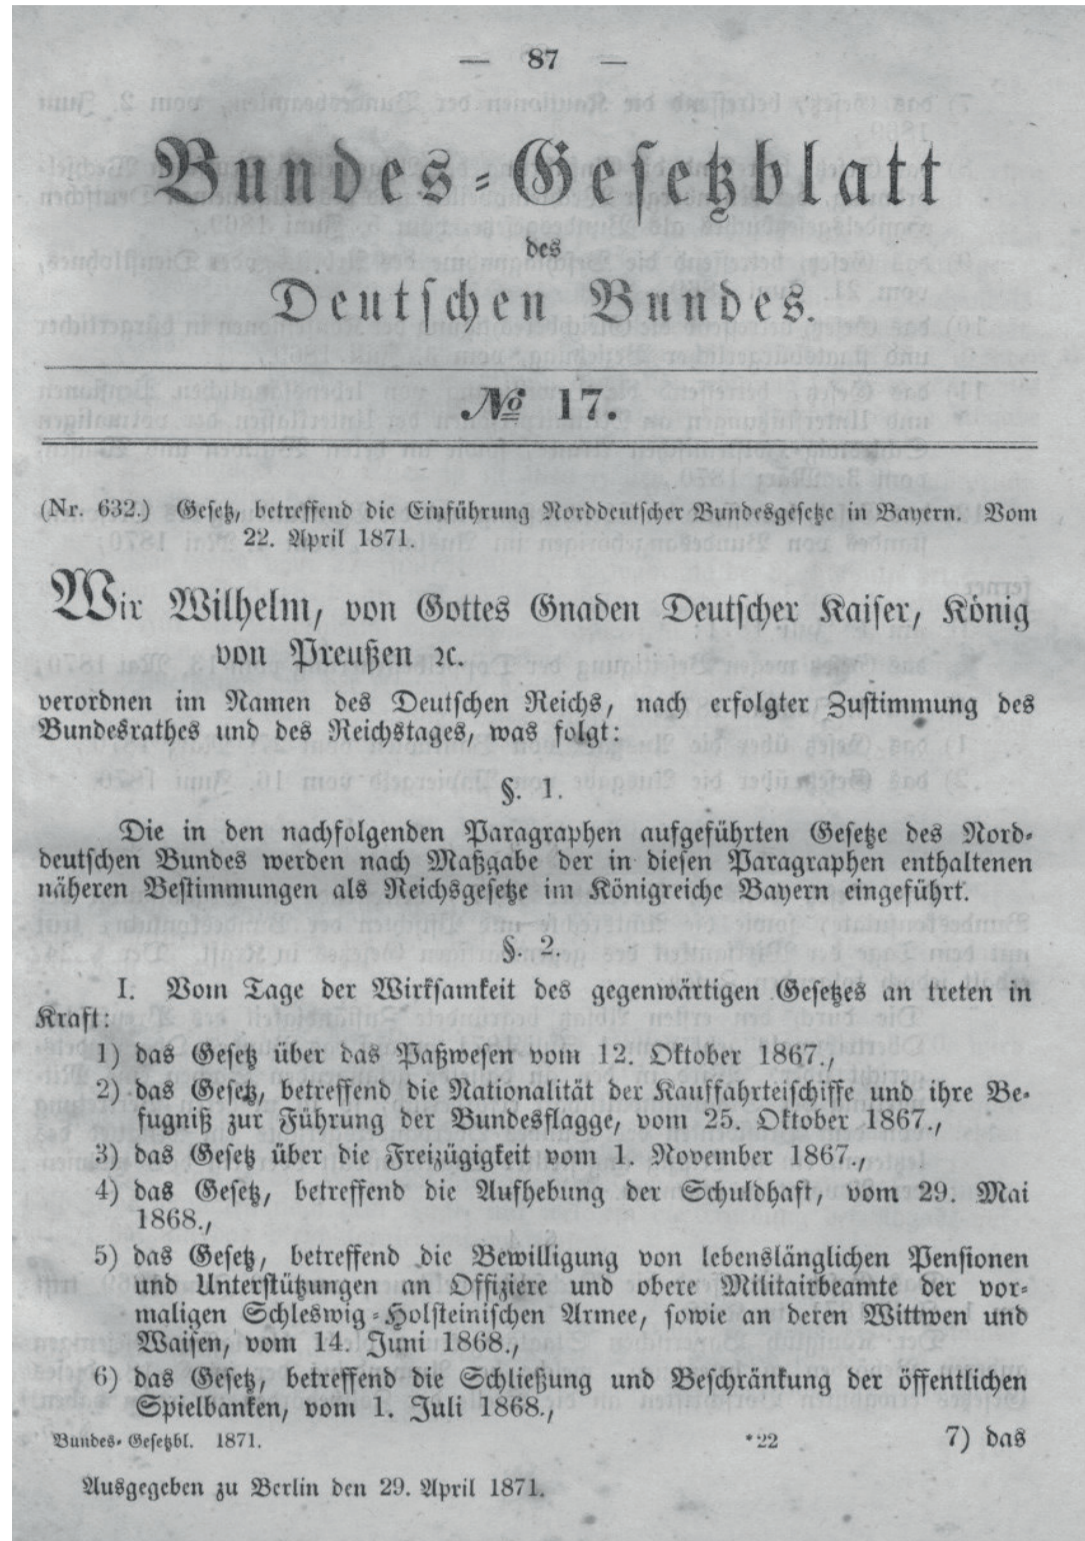 — 87 —
Bundes-Gesetzblatt
des
Deutschen Bundes.
№ 17.
(Nr. 632.) Gesetz, betreffend die Einführung Norddeutscher Bundesgesetze in Bayern. Vom
22. April 1871.
Wir Wilhelm, von Gottes Gnaden Deutscher Kaiser, König
von Preußen ꝛc.
verordnen im Namen des Deutschen Reichs, nach erfolgter Zustimmung des
Bundesrathes und des Reichstages, was folgt:
§. 1.
Die in den nachfolgenden Paragraphen aufgeführten Gesetze des Nord-
deutschen Bundes werden nach Maßgabe der in diesen Paragraphen enthaltenen
näheren Bestimmungen als Reichsgesetze im Königreiche Bayern eingeführt.
§. 2.
I. Vom Tage der Wirksamkeit des gegenwärtigen Gesetzes an treten in
Kraft:
1) das Gesetz über das Paßwesen vom 12. Oktober 1867.,
2) das Gesetz, betreffend die Nationalität der Kauffahrteischiffe und ihre Be-
fugniß zur Führung der Bundesflagge, vom 25. Oktober 1867.,
3) das Gesetz über die Freizügigkeit vom 1. November 1867.,
4) das Gesetz, betreffend die Aufhebung der Schuldhaft, vom 29. Mai
1868.,
5) das Gesetz, betreffend die Bewilligung von lebenslänglichen Pensionen
und Unterstützungen an Offiziere und obere Militairbeamte der vor-
maligen Schleswig-Holsteinischen Armee, sowie an deren Wittwen und
Waisen, vom 14. Juni 1868.,
6) das Gesetz, betreffend die Schließung und Beschränkung der öffentlichen
Spielbanken, vom 1. Juli 1868.,
Bundes-Gesetzbl. 1871. *22 7) das
Ausgegeben zu Berlin den 29. April 1871.